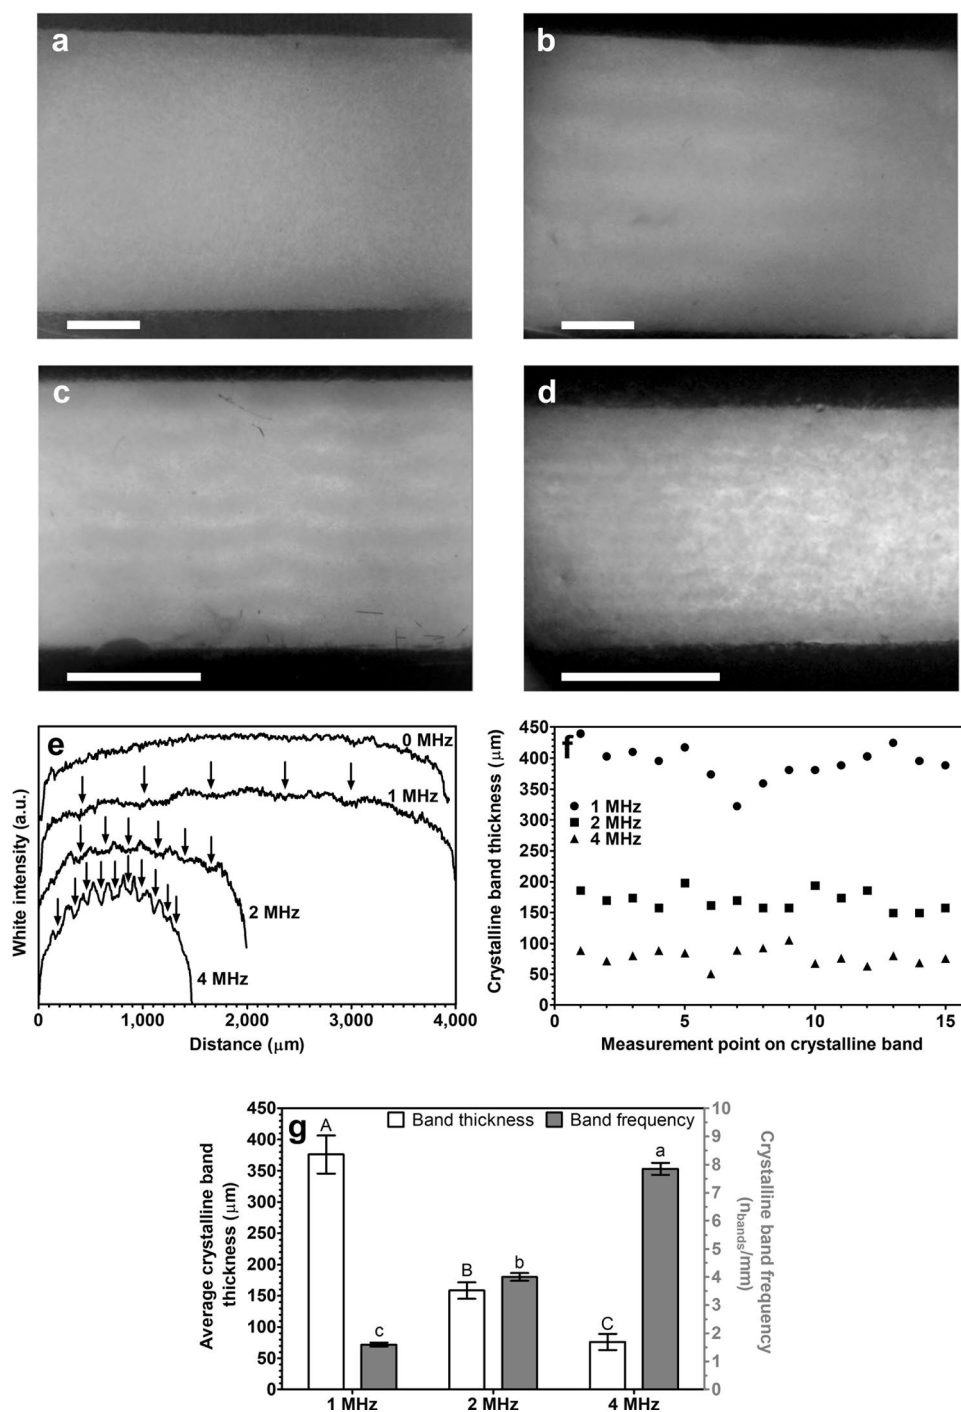 a
b
c
d
e
0 MHz
1 MHz
2 MHz
4 MHz
White intensity (a.u.)
0
1,000
2,000
3,000
4,000
Distance (μm)
f
Crystalline band thickness (μm)
450
400
350
300
250
200
150
100
50
0
1 MHz
2 MHz
4 MHz
0
5
10
15
Measurement point on crystalline band
g
Band thickness
Band frequency
Average crystalline band
thickness (μm)
450
400
350
300
250
200
150
100
50
0
A
c
B
b
C
a
10
9
8
7
6
5
4
3
2
1
0
Crystalline band frequency
(nbands/mm)
1 MHz
2 MHz
4 MHz